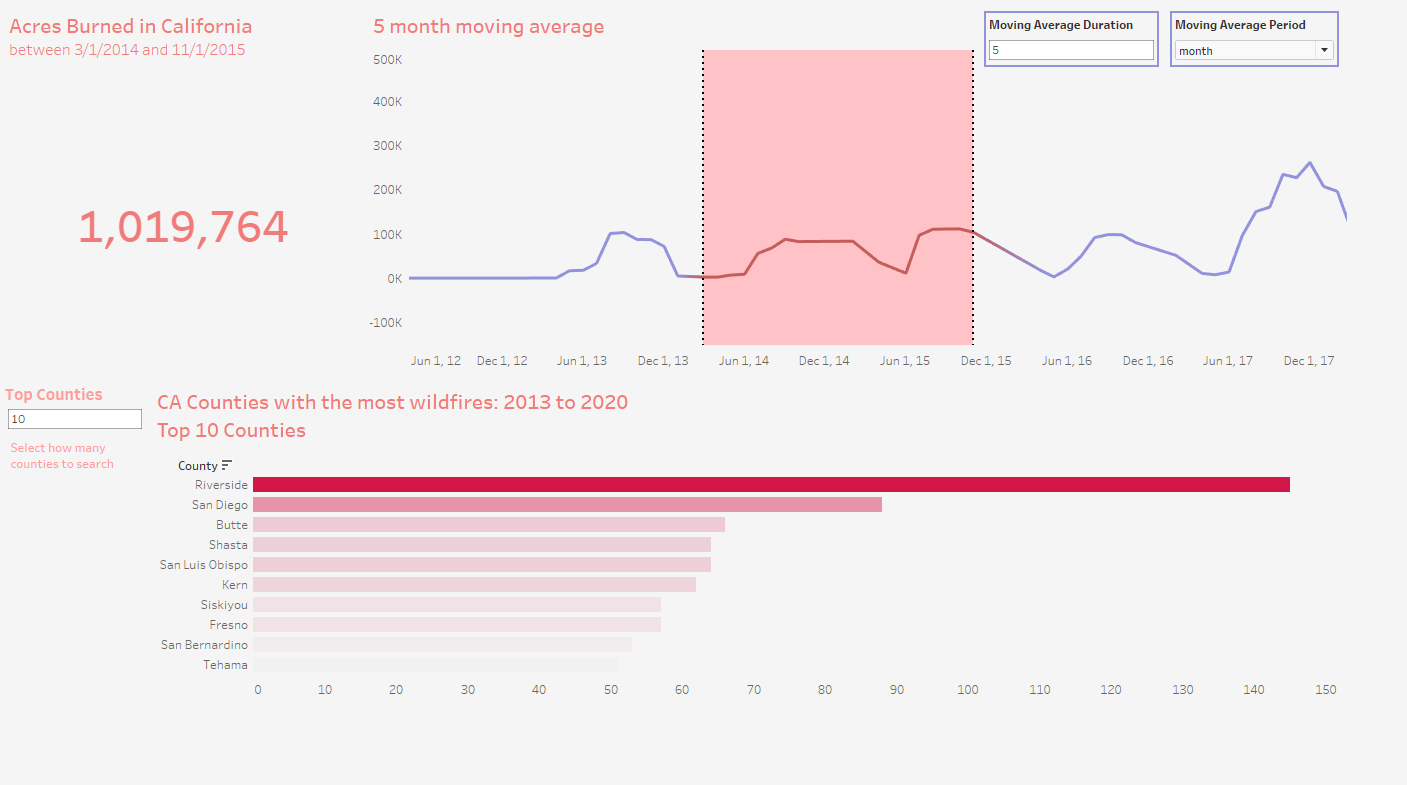 Acres Burned in California
between 3/1/2014 and 11/1/2015
1,019,764
5 month moving average
Moving Average Duration
5
Moving Average Period
month
500K
400K
300K
200K
100K
0K
-100K
Jun 1, 12
Dec 1, 12
Jun 1, 13
Dec 1, 13
Jun 1, 14
Dec 1, 14
Jun 1, 15
Dec 1, 15
Jun 1, 16
Dec 1, 16
Jun 1, 17
Dec 1, 17
Top Counties
10
Select how many
counties to search
CA Counties with the most wildfires: 2013 to 2020
Top 10 Counties
County
Riverside
San Diego
Butte
Shasta
San Luis Obispo
Kern
Siskiyou
Fresno
San Bernardino
Tehama
0
10
20
30
40
50
60
70
80
90
100
110
120
130
140
150